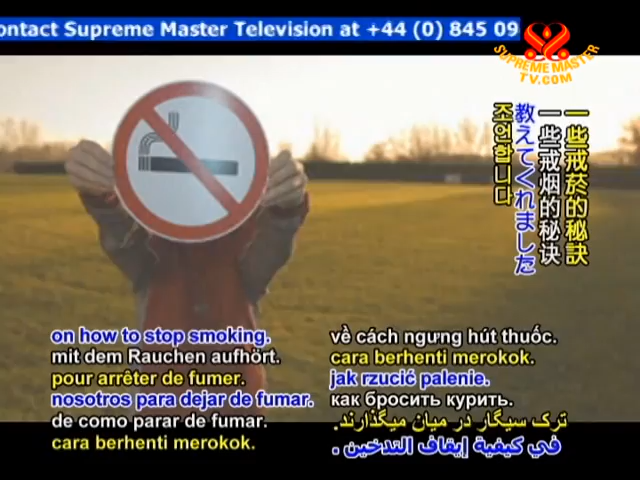 ontact Supreme Master Television at +44 (0) 845 09
SUPREME MASTER
TV.COM
一些戒菸的秘訣
一些戒烟的秘诀
教えてくれました
조언합니다
on how to stop smoking.
mit dem Rauchen aufhört.
pour arrêter de fumer.
nosotros para dejar de fumar.
de como parar de fumar.
cara berhenti merokok.
về cách ngưng hút thuốc.
cara berhenti merokok.
jak rzucić palenie.
как бросить курить.
ترک سیگار در میان میگذارند.
في كيفية إيقاف التدخين .